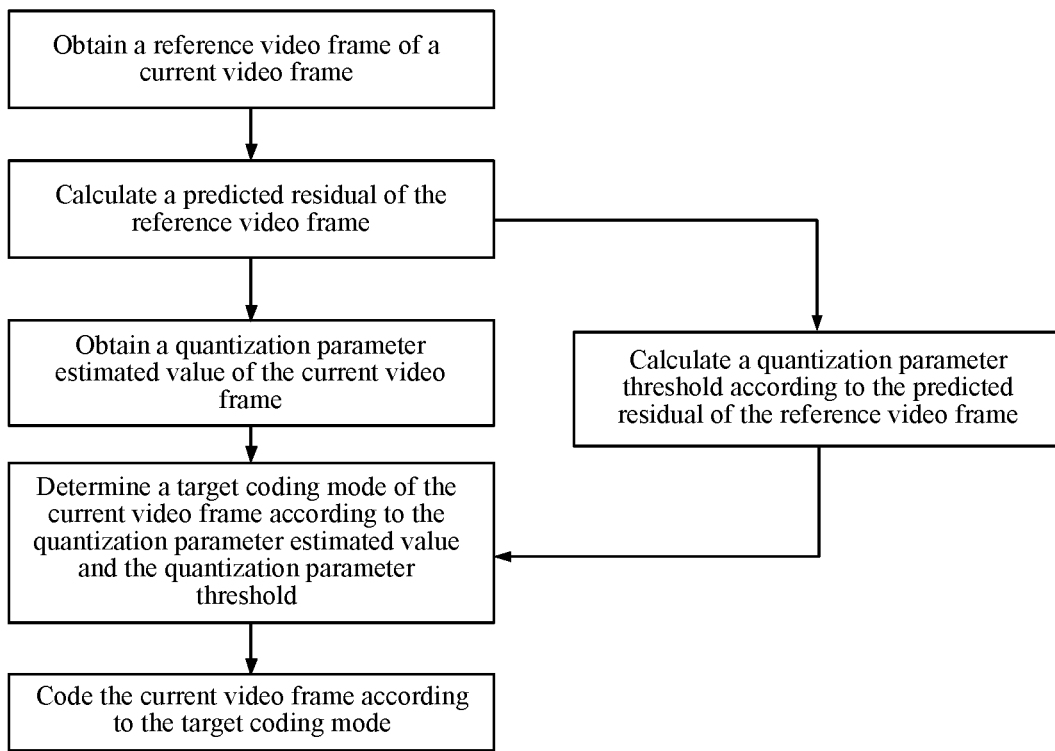 Obtain a reference video frame of a
current video frame
Calculate a predicted residual of the
reference video frame
Obtain a quantization parameter
estimated value of the current video
frame
Calculate a quantization parameter
threshold according to the predicted
residual of the reference video frame
Determine a target coding mode of the
current video frame according to the
quantization parameter estimated value
and the quantization parameter
threshold
Code the current video frame according
to the target coding mode